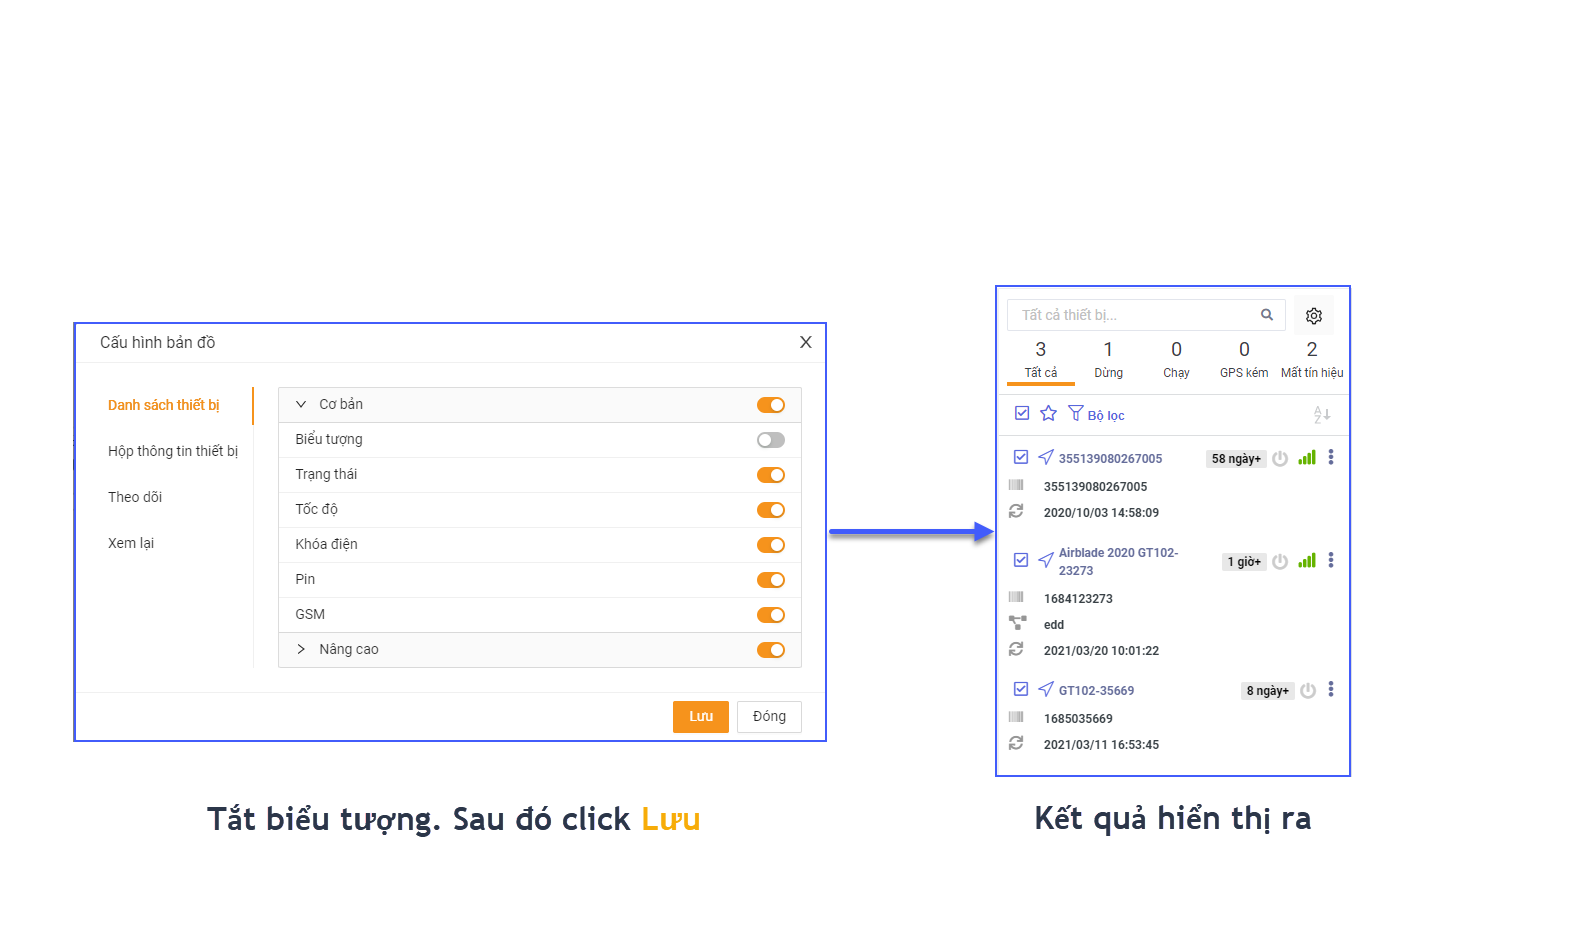 Cấu hình bản đồ
X
Danh sách thiết bị
Hộp thông tin thiết bị
Theo dõi
Xem lại
Cơ bản
Biểu tượng
Trạng thái
Tốc độ
Khóa điện
Pin
GSM
Nâng cao
Lưu
Đóng
Tắt biểu tượng. Sau đó click Lưu
Tất cả thiết bị...
3 1 0 0 2
Tất cả Dừng Chạy GPS kém Mất tín hiệu
Bộ lọc
355139080267005 58 ngày+
355139080267005
2020/10/03 14:58:09
Airblade 2020 GT102- 1 giờ+
23273
1684123273
edd
2021/03/20 10:01:22
GT102-35669 8 ngày+
1685035669
2021/03/11 16:53:45
Kết quả hiển thị ra